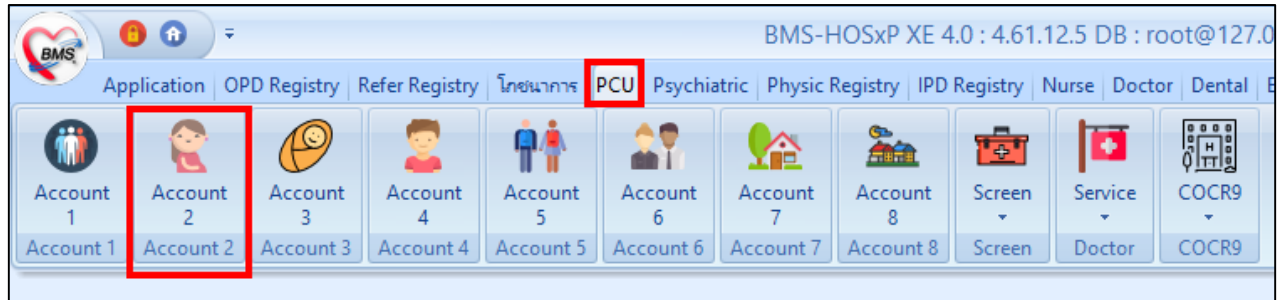 BMS
BMS-HOSxP XE 4.0 : 4.61.12.5 DB : root@127.0
Application OPD Registry Refer Registry โภชนาการ PCU Psychiatric Physic Registry IPD Registry Nurse Doctor Dental E
Account 1 Account 2 Account 3 Account 4 Account 5 Account 6 Account 7 Account 8 Screen Service COCR9
Account 1 Account 2 Account 3 Account 4 Account 5 Account 6 Account 7 Account 8 Screen Doctor COCR9